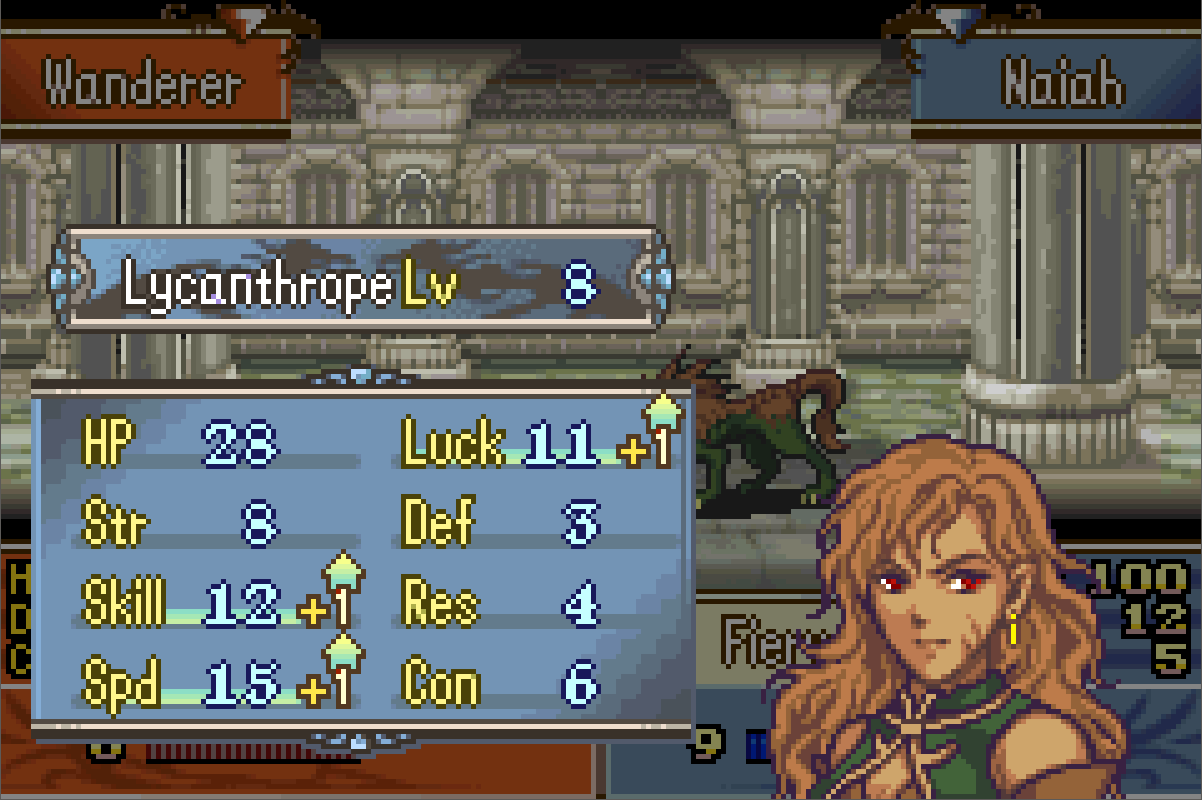 Wanderer
Naiah
Lycanthrope Lv 8
HP 28 Luck 11 +1
Str 8 Def 3
Skill 12 +1 Res 4
Spd 15 +1 Con 6
100
12
5
9